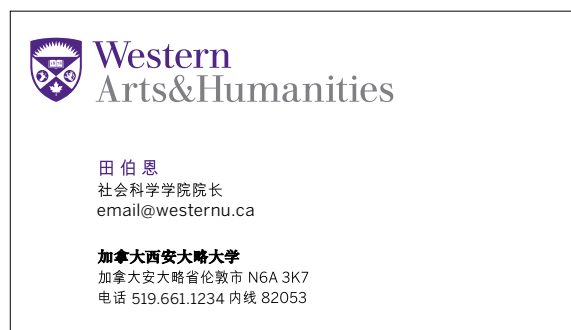 Western
Arts&Humanities
田伯恩
社会科学学院院长
email@westernu.ca
加拿大西安大略大学
加拿大安大略省伦敦市 N6A 3K7
电话 519.661.1234 内线 82053